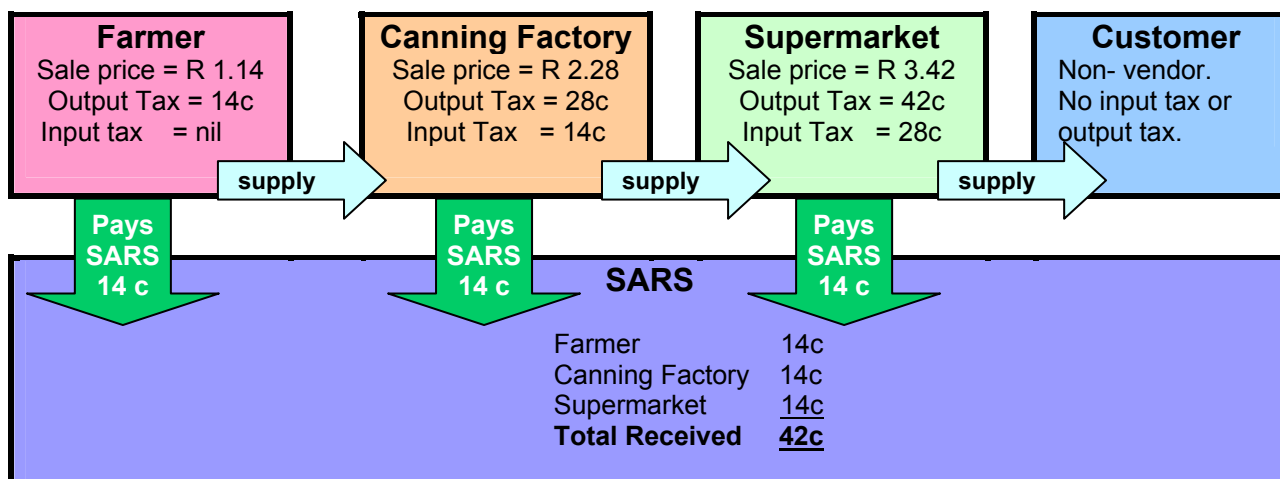 Farmer
Sale price = R 1.14
Output Tax = 14c
Input tax = nil
Canning Factory
Sale price = R 2.28
Output Tax = 28c
Input Tax = 14c
Supermarket
Sale price = R 3.42
Output Tax = 42c
Input Tax = 28c
Customer
Non- vendor.
No input tax or
output tax.
supply
supply
supply
Pays
SARS
14 c
Pays
SARS
14 c
Pays
SARS
14 c
SARS
Farmer 14c
Canning Factory 14c
Supermarket 14c
Total Received 42c